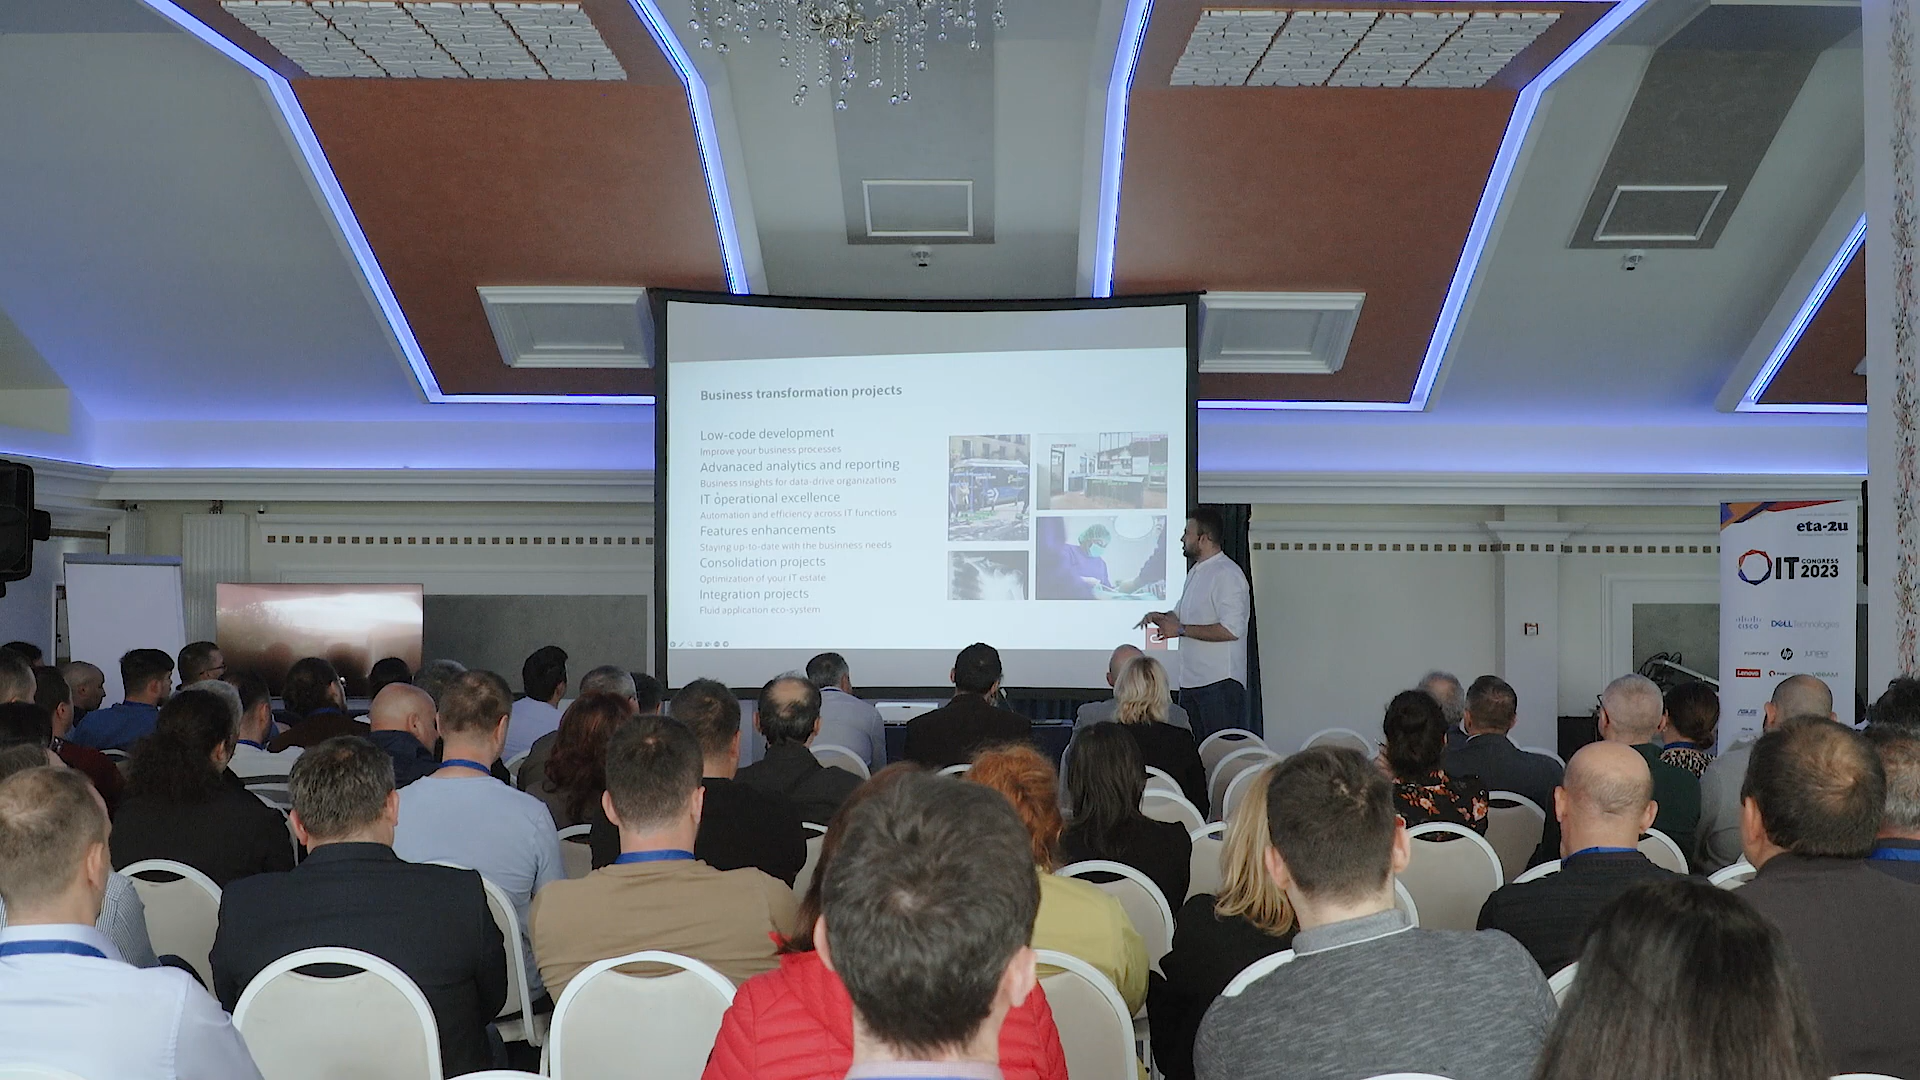 Business transformation projects
Low-code development
Improve your business processes
Advanaced analytics and reporting
Business insights for data-drive organizations
IT operational excellence
Automation and efficiency across IT functions
Features enhancements
Staying up-to-date with the businness needs
Consolidation projects
Optimization of your IT estate
Integration projects
Fluid application eco-system
eta-2u
IT CONGRESS
2023
CISCO
DELL Technologies
FORTINET
hp
JUNIPER
Lenovo
VEEAM
ASUS